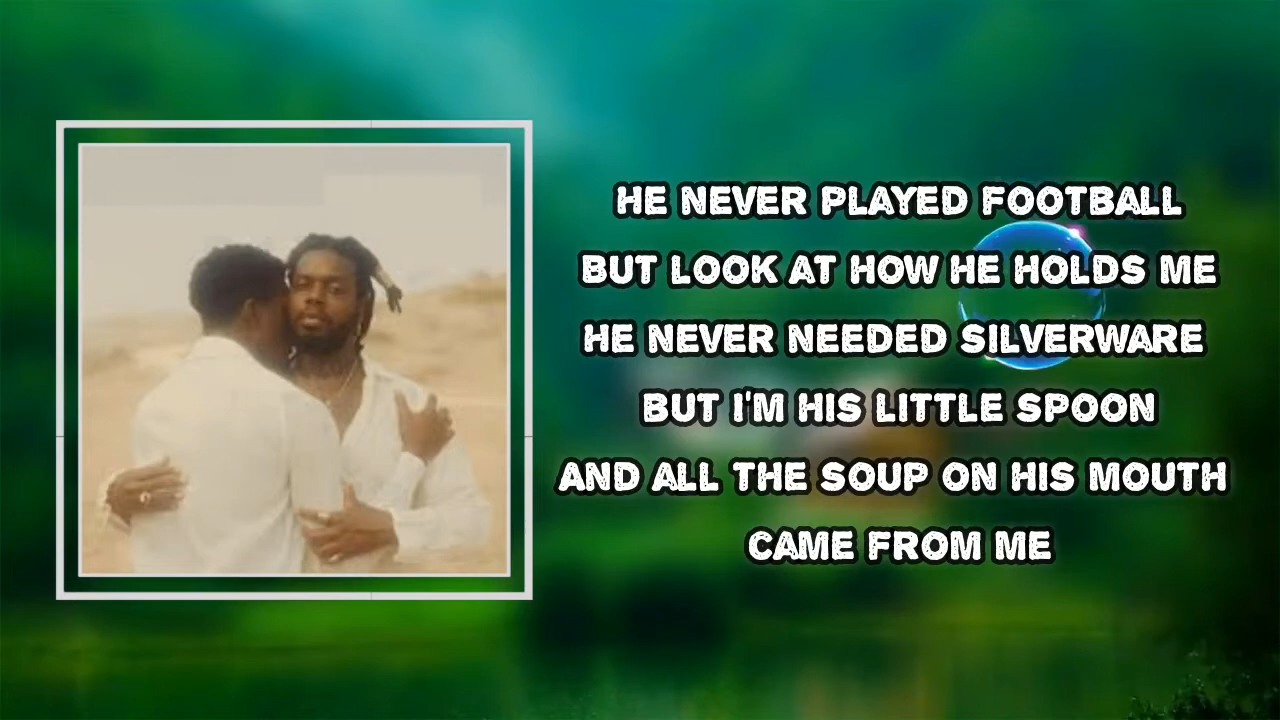 HE NEVER PLAYED FOOTBALL
BUT LOOK AT HOW HE HOLDS ME
HE NEVER NEEDED SILVERWARE
BUT I'M HIS LITTLE SPOON
AND ALL THE SOUP ON HIS MOUTH
CAME FROM ME